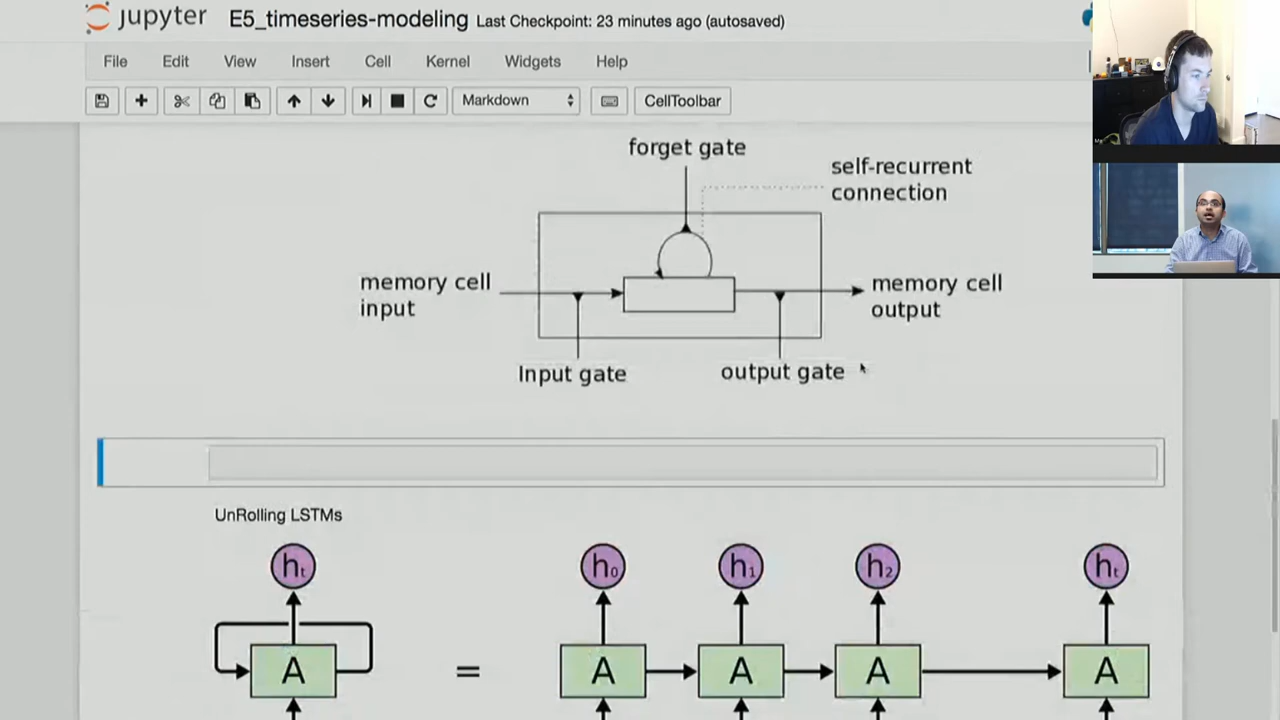 jupyter E5_timeseries-modeling Last Checkpoint: 23 minutes ago (autosaved)
File Edit View Insert Cell Kernel Widgets Help
Markdown CellToolbar
forget gate
self-recurrent
connection
memory cell
input
memory cell
output
Input gate
output gate
UnRolling LSTMs
ht h0 h1 h2 ht
A = A A A A